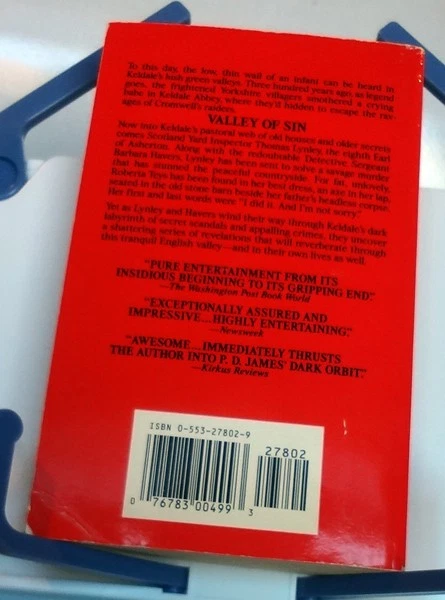 To this day, the low, thin wail of an infant can be heard in
Keldale's lush green valleys. Three hundred years ago, as legend
goes, the frightened Yorkshire villagers smothered a crying
babe in Keldale Abbey, where they'd hidden to escape the rav-
ages of Cromwell's raiders.
VALLEY OF SIN
Now into Keldale's pastoral web of old houses and older secrets
comes Scotland Yard Inspector Thomas Lynley, the eighth Earl
of Asherton. Along with the redoubtable Detective Sergeant
Barbara Havers, Lynley has been sent to solve a savage murder
that has stunned the peaceful countryside. For fat, unlovely
Roberta Teys has been found in her best dress, an axe in her lap,
seated in the old stone barn beside her father's headless corpse.
Her first and last words were "I did it. And I'm not sorry."
Yet as Lynley and Havers wind their way through Keldale's dark
labyrinth of secret scandals and appalling crimes, they uncover
a shattering series of revelations that will reverberate through
this tranquil English valley—and in their own lives as well.
"PURE ENTERTAINMENT FROM ITS
INSIDIOUS BEGINNING TO ITS GRIPPING END."
—The Washington Post Book World
"EXCEPTIONALLY ASSURED AND
IMPRESSIVE...HIGHLY ENTERTAINING."
—Newsweek
"AWESOME...IMMEDIATELY THRUSTS
THE AUTHOR INTO P. D. JAMES' DARK ORBIT."
—Kirkus Reviews
ISBN 0-553-27802-9
27802
0 76783 00499 3